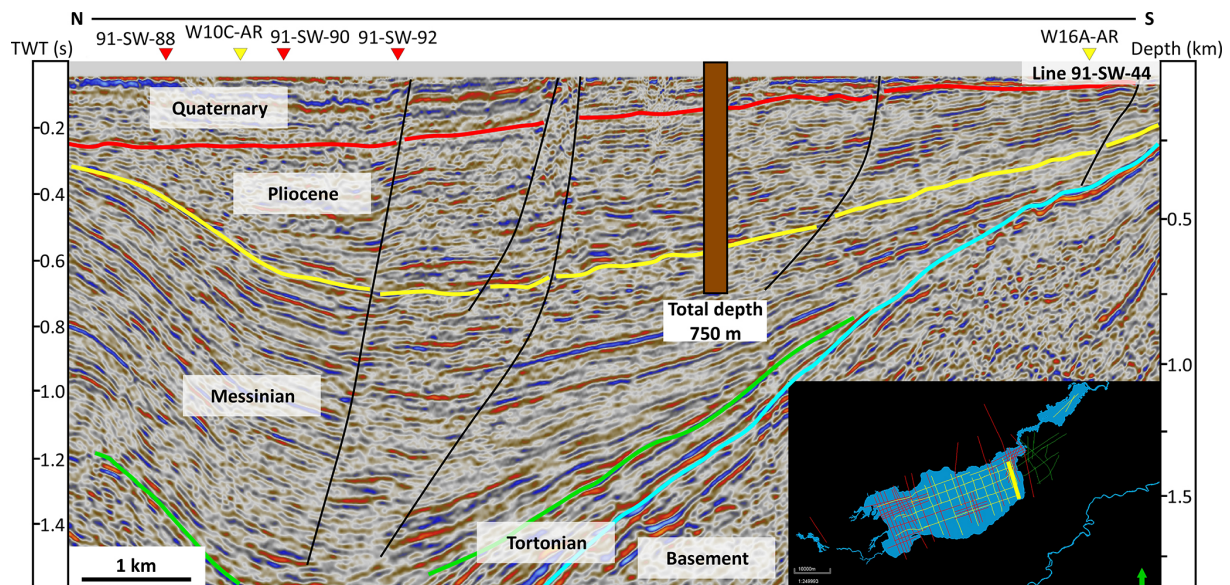 N
S
91-SW-88
W10C-AR
91-SW-90
91-SW-92
W16A-AR
TWT (s)
Depth (km)
Line 91-SW-44
Quaternary
0.2
Pliocene
0.4
0.5
0.6
Total depth
750 m
0.8
1.0
1.0
Messinian
1.2
1.4
1.5
Tortonian
Basement
1 km
10000m
1:249993